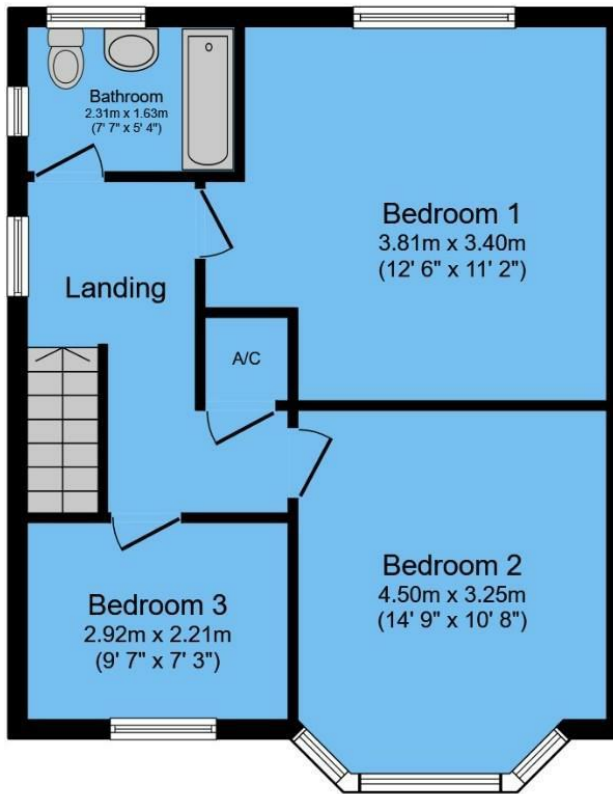 Bathroom
2.31m x 1.63m
(7' 7" x 5' 4")
Bedroom 1
3.81m x 3.40m
(12' 6" x 11' 2")
Landing
A/C
Bedroom 2
4.50m x 3.25m
(14' 9" x 10' 8")
Bedroom 3
2.92m x 2.21m
(9' 7" x 7' 3")